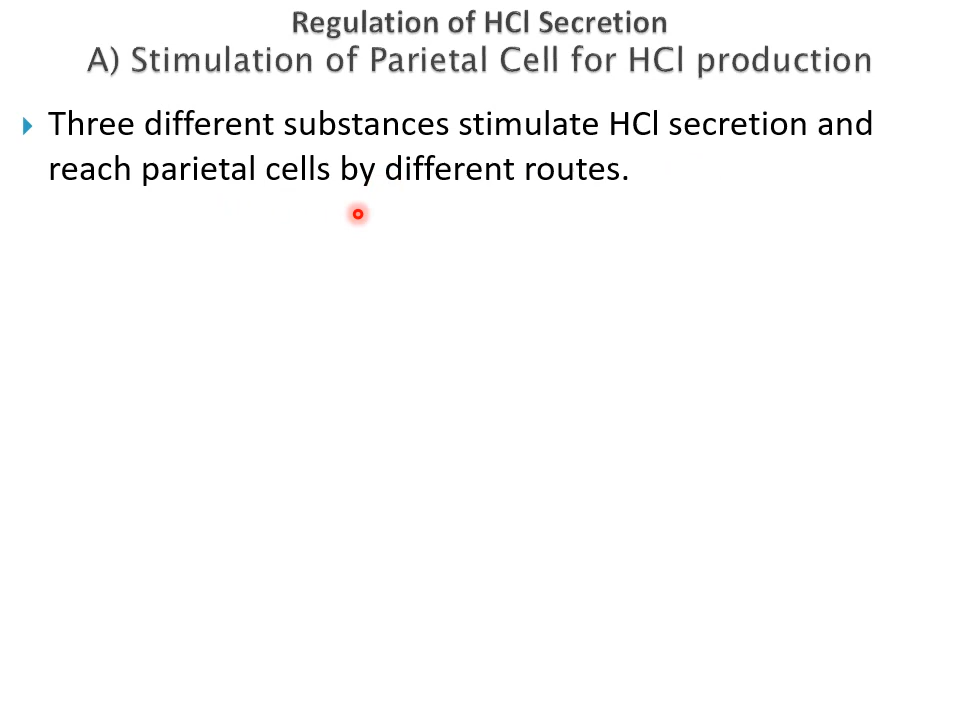 Regulation of HCl Secretion
A) Stimulation of Parietal Cell for HCl production
Three different substances stimulate HCl secretion and
reach parietal cells by different routes.